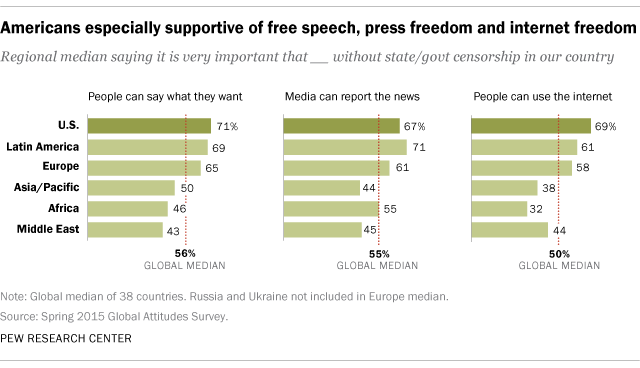 Americans especially supportive of free speech, press freedom and internet freedom
Regional median saying it is very important that __ without state/govt censorship in our country
People can say what they want
Media can report the news
People can use the internet
U.S. 71% 67% 69%
Latin America 69 71 61
Europe 65 61 58
Asia/Pacific 50 44 38
Africa 46 55 32
Middle East 43 45 44
56% 55% 50%
GLOBAL MEDIAN GLOBAL MEDIAN GLOBAL MEDIAN
Note: Global median of 38 countries. Russia and Ukraine not included in Europe median.
Source: Spring 2015 Global Attitudes Survey.
PEW RESEARCH CENTER